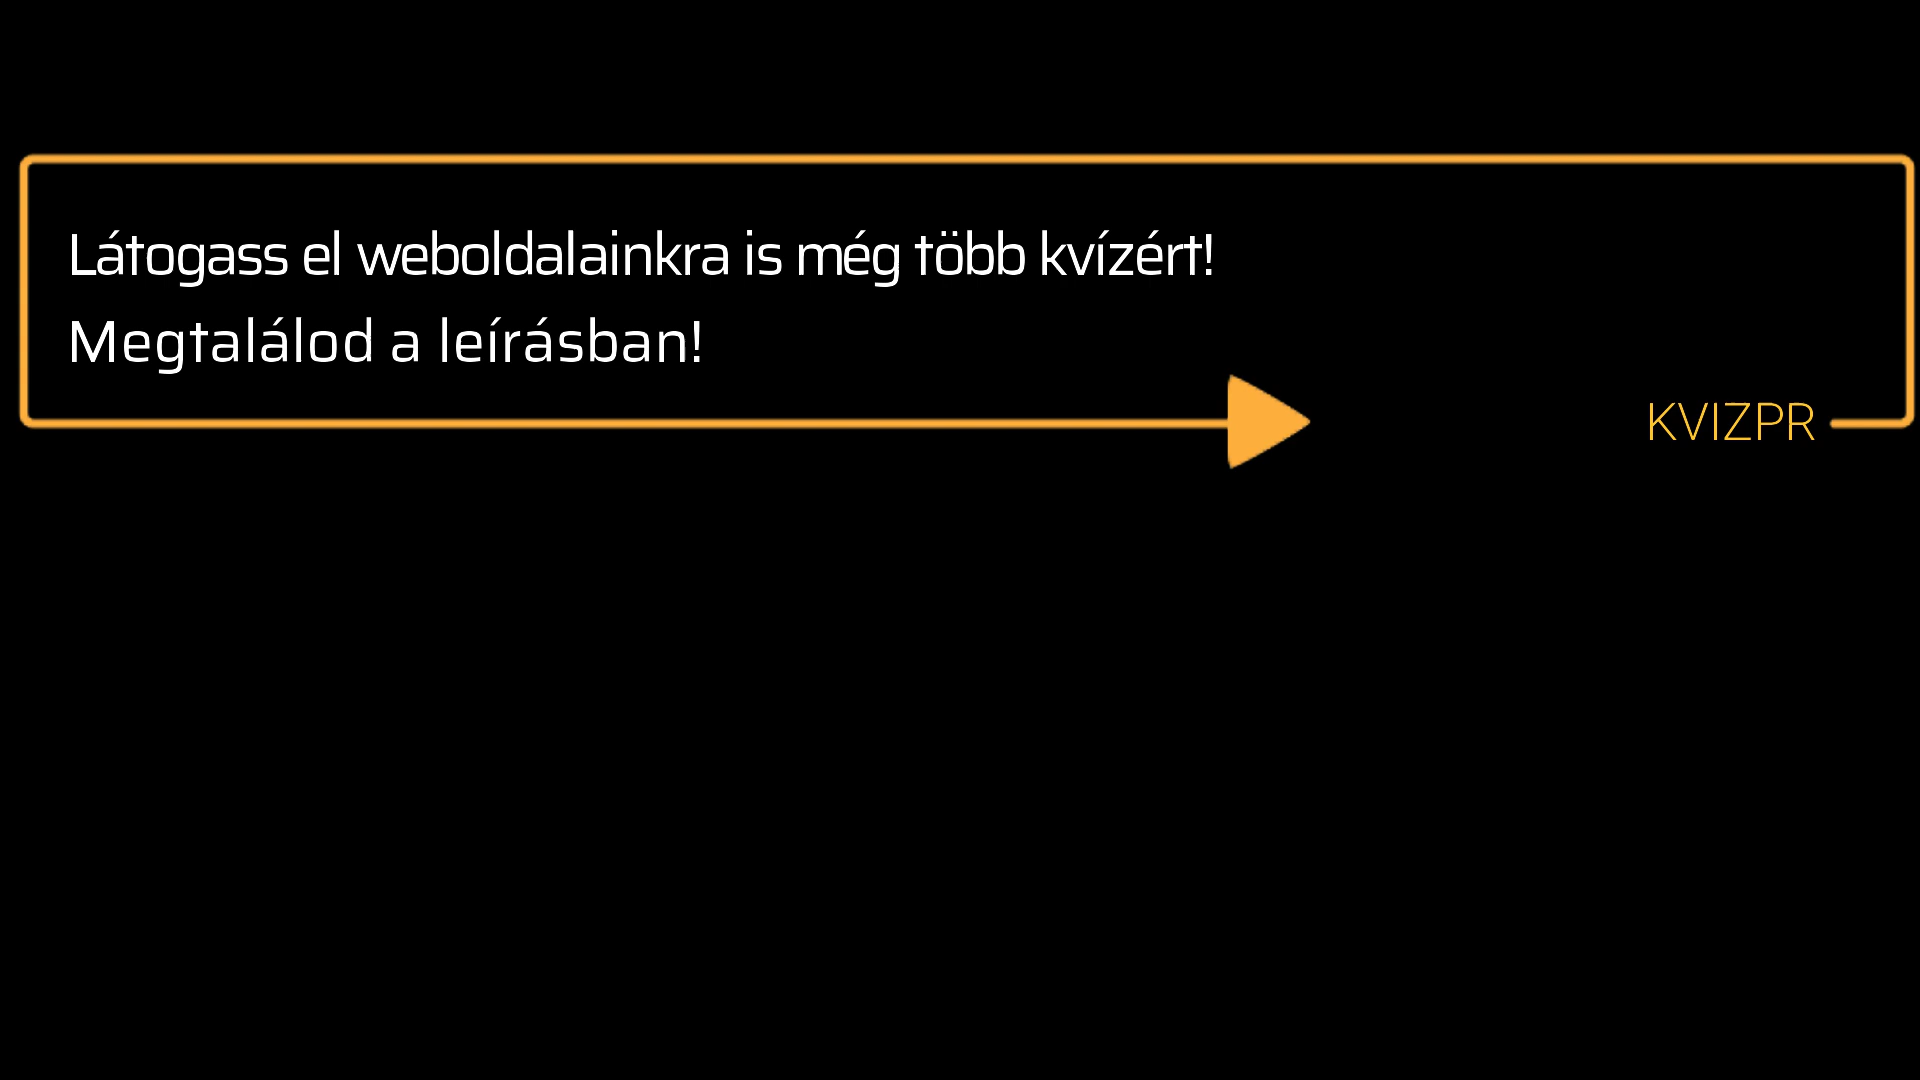 Látogass el weboldalainkra is még több kvízért!
Megtalálod a leírásban!
KVIZPR